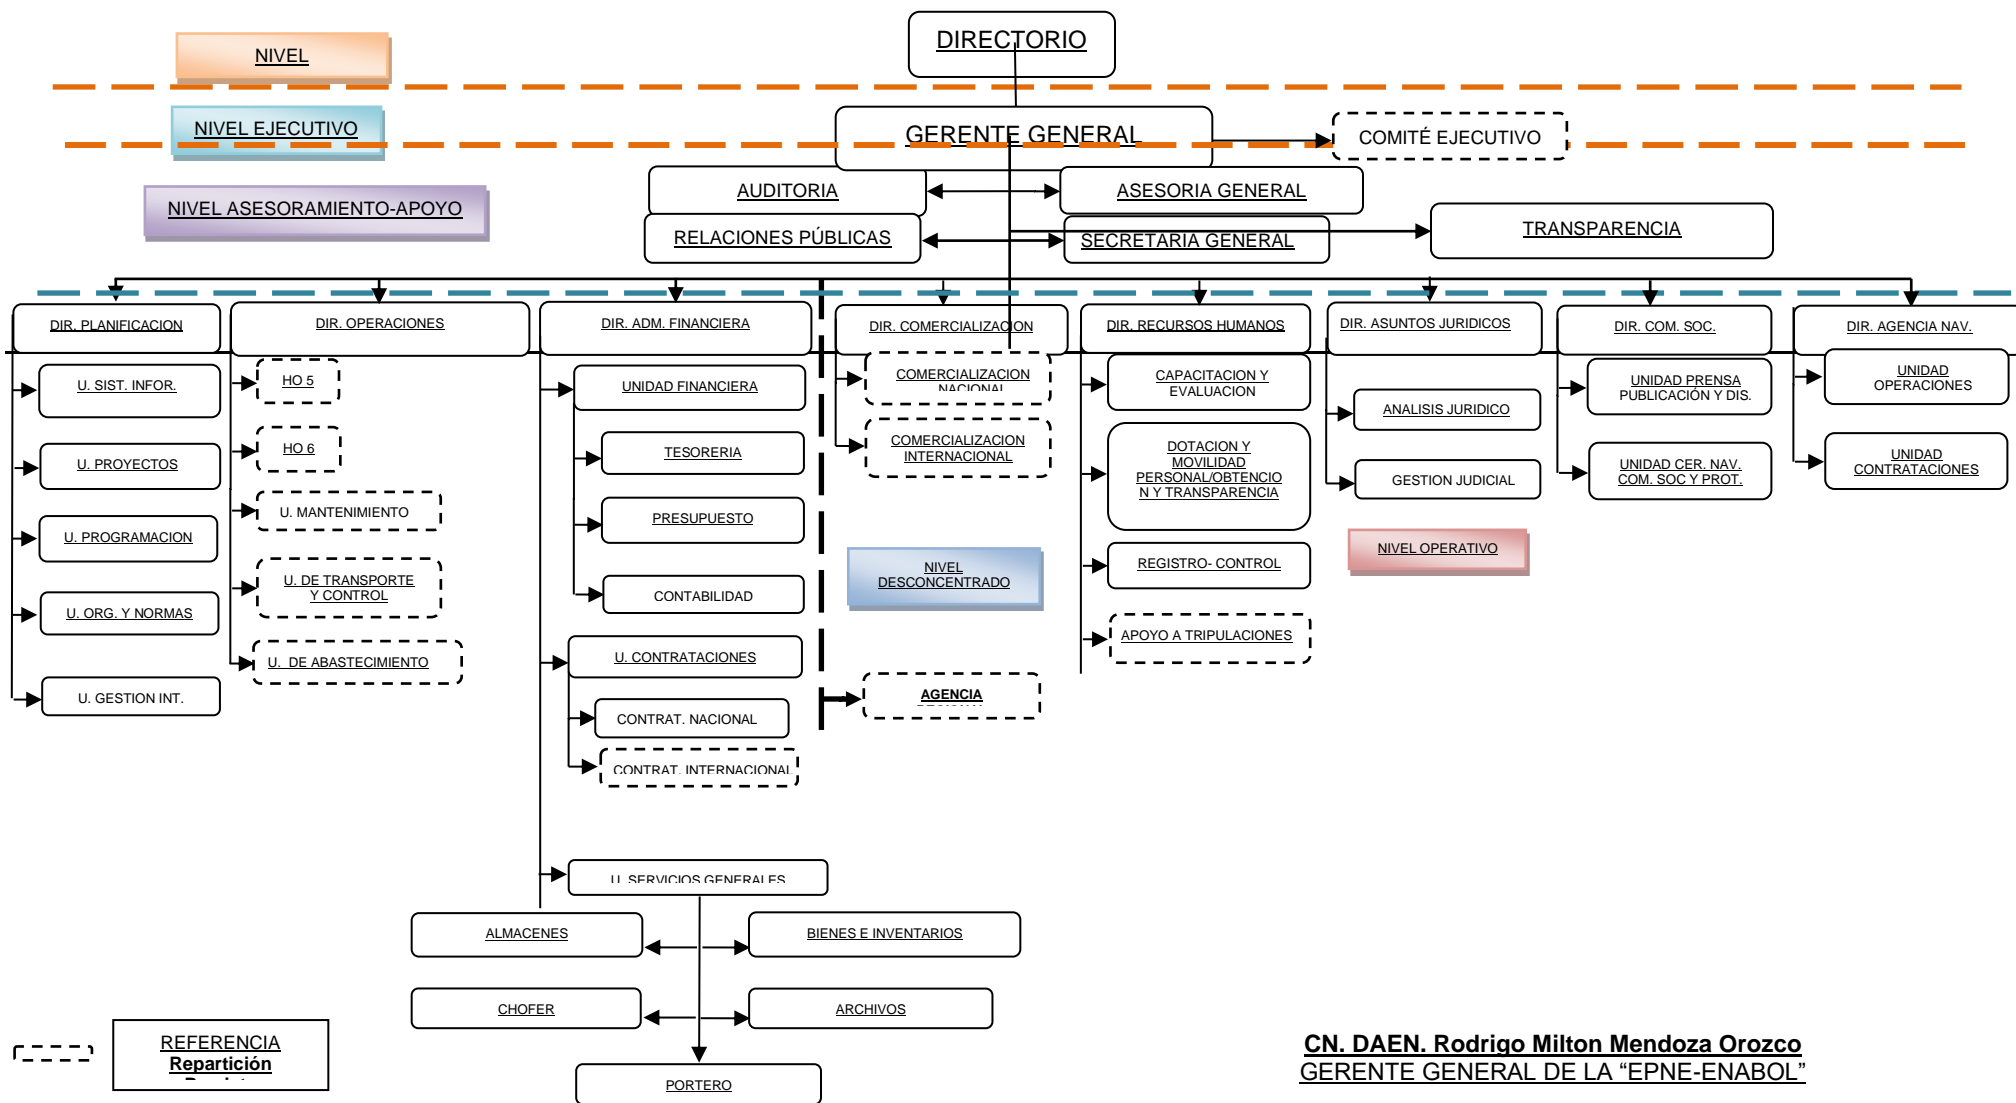 DIRECTORIO
NIVEL
NIVEL EJECUTIVO
GERENTE GENERAL
COMITÉ EJECUTIVO
NIVEL ASESORAMIENTO-APOYO
AUDITORIA
ASESORIA GENERAL
RELACIONES PÚBLICAS
SECRETARIA GENERAL
TRANSPARENCIA
DIR. PLANIFICACION
DIR. OPERACIONES
DIR. ADM. FINANCIERA
DIR. COMERCIALIZACION
DIR. RECURSOS HUMANOS
DIR. ASUNTOS JURIDICOS
DIR. COM. SOC.
DIR. AGENCIA NAV.
U. SIST. INFOR.
U. PROYECTOS
U. PROGRAMACION
U. ORG. Y NORMAS
U. GESTION INT.
HO 5
HO 6
U. MANTENIMIENTO
U. DE TRANSPORTE
Y CONTROL
U. DE ABASTECIMIENTO
UNIDAD FINANCIERA
TESORERIA
PRESUPUESTO
CONTABILIDAD
U. CONTRATACIONES
CONTRAT. NACIONAL
CONTRAT. INTERNACIONAL
U. SERVICIOS GENERALES
ALMACENES
BIENES E INVENTARIOS
CHOFER
ARCHIVOS
PORTERO
COMERCIALIZACION
NACIONAL
COMERCIALIZACION
INTERNACIONAL
NIVEL
DESCONCENTRADO
AGENCIA
CAPACITACION Y
EVALUACION
DOTACION Y
MOVILIDAD
PERSONAL/OBTENCIO
N Y TRANSPARENCIA
REGISTRO- CONTROL
APOYO A TRIPULACIONES
ANALISIS JURIDICO
GESTION JUDICIAL
NIVEL OPERATIVO
UNIDAD PRENSA
PUBLICACIÓN Y DIS.
UNIDAD CER. NAV.
COM. SOC Y PROT.
UNIDAD
OPERACIONES
UNIDAD
CONTRATACIONES
REFERENCIA
Repartición
CN. DAEN. Rodrigo Milton Mendoza Orozco
GERENTE GENERAL DE LA “EPNE-ENABOL”